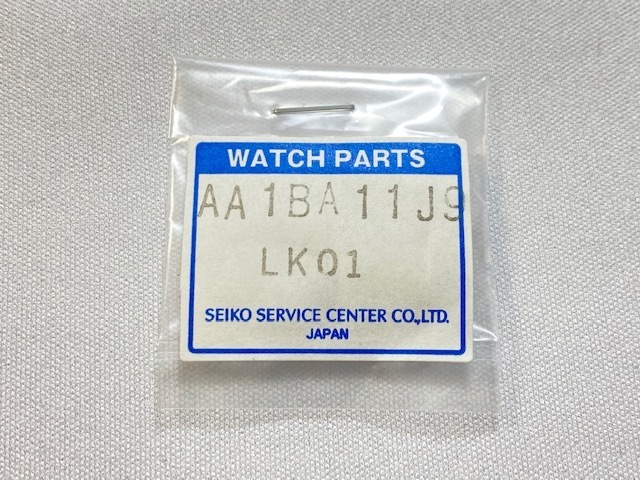 WATCH PARTS
AA1BA11J9
LK01
SEIKO SERVICE CENTER CO.,LTD.
JAPAN